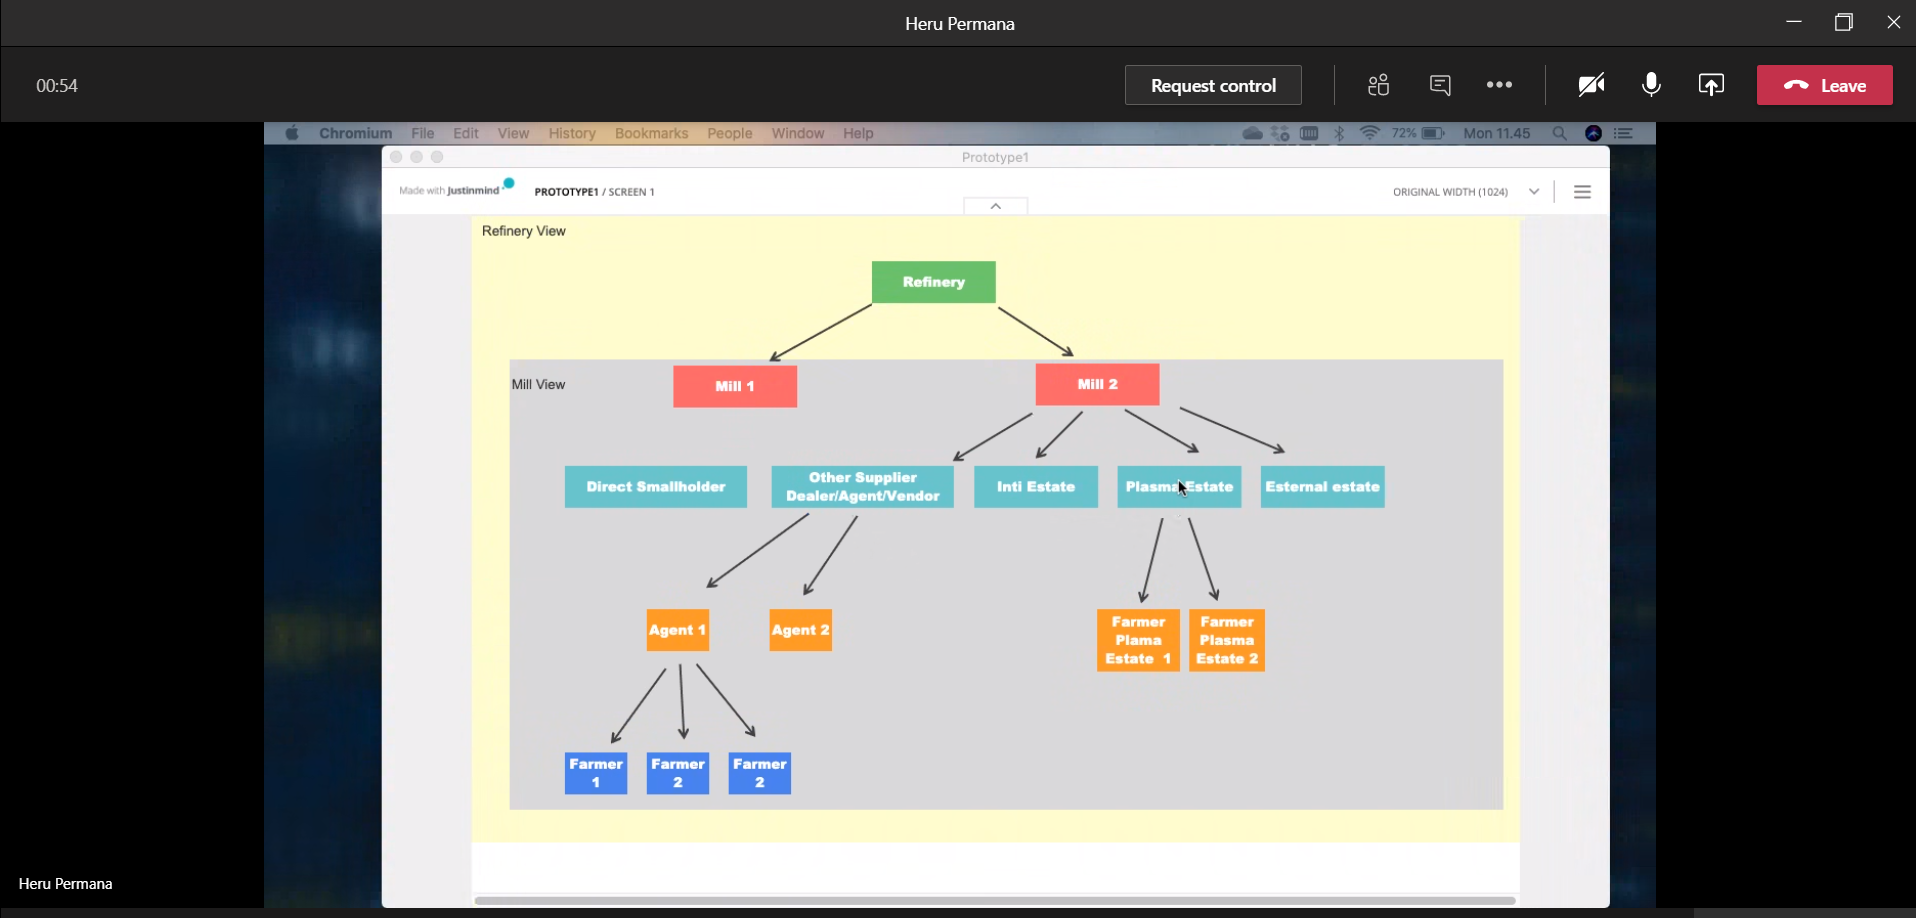 Heru Permana
00:54
Request control
Leave
Chromium File Edit View History Bookmarks People Window Help
72% Mon 11.45
Prototype1
Made with Justinmind
PROTOTYPE1 / SCREEN 1
ORIGINAL WIDTH (1024)
Refinery View
Refinery
Mill View
Mill 1
Mill 2
Direct Smallholder
Other Supplier
Dealer/Agent/Vendor
Inti Estate
Plasma Estate
Esternal estate
Agent 1
Agent 2
Farmer
Plama
Estate 1
Farmer
Plasma
Estate 2
Farmer
1
Farmer
2
Farmer
2
Heru Permana